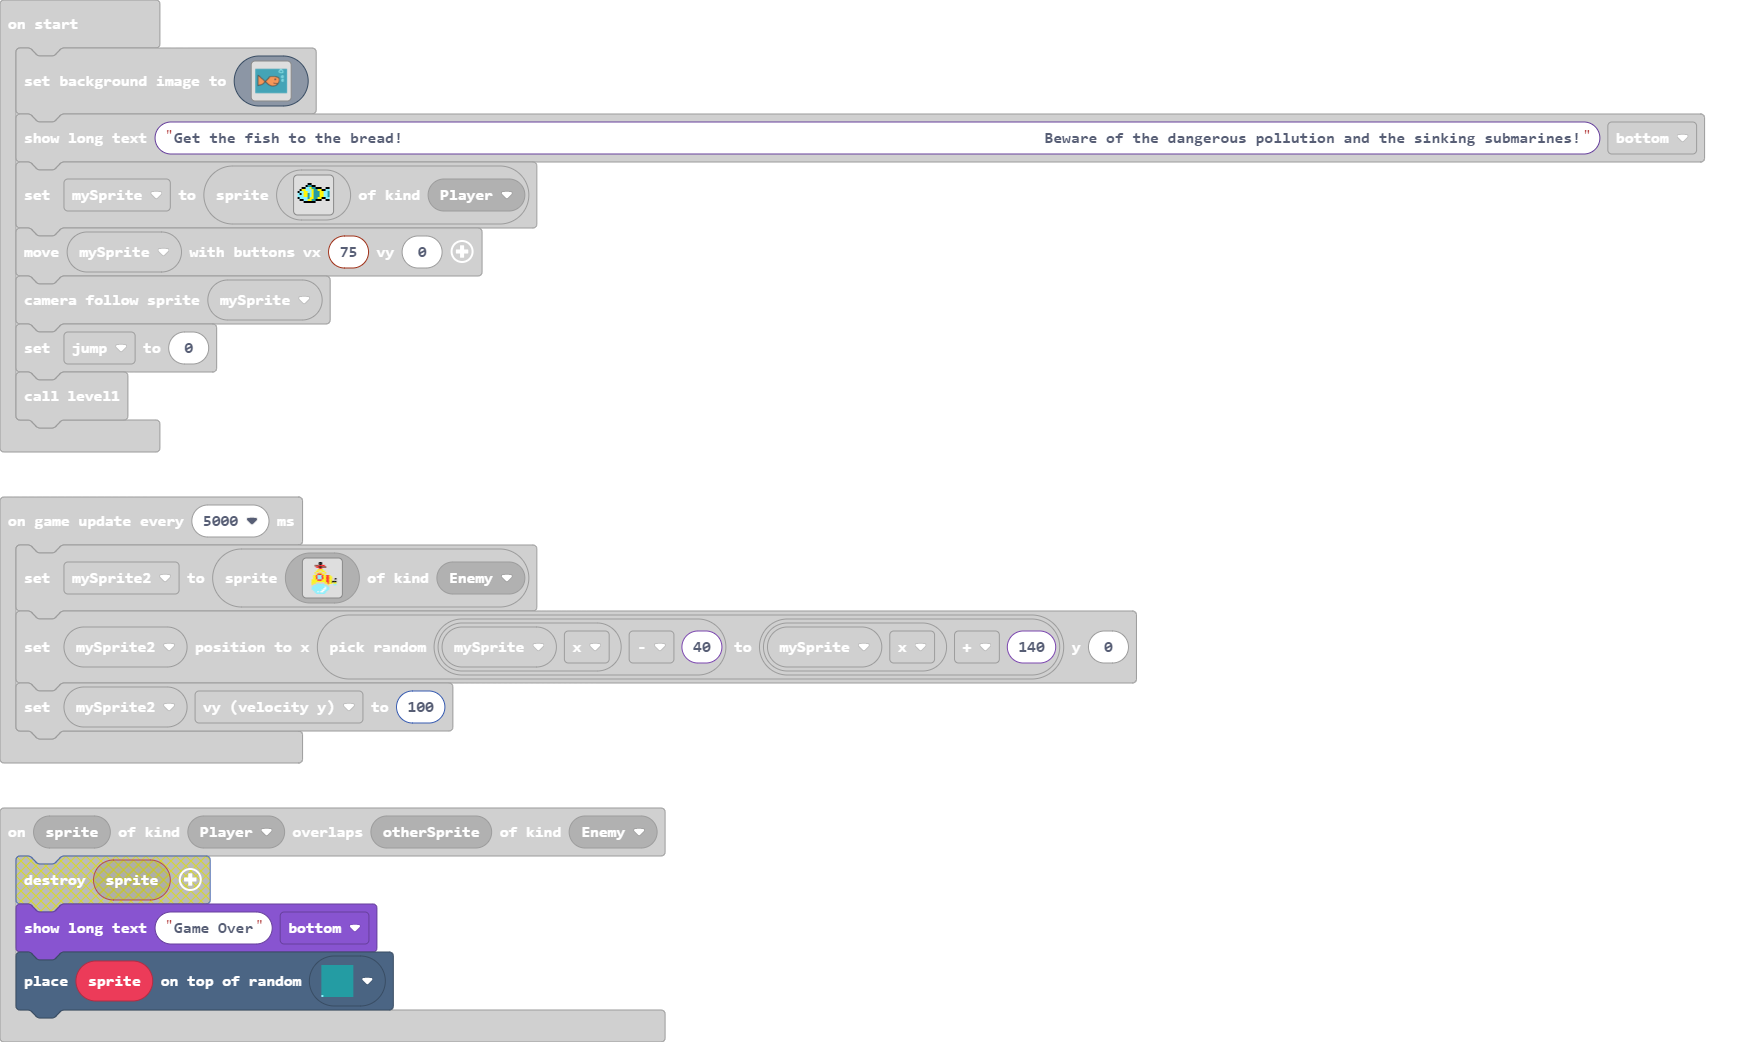 on start
set background image to
show long text "Get the fish to the bread! Beware of the dangerous pollution and the sinking submarines!" bottom
set mySprite to sprite of kind Player
move mySprite with buttons vx 75 vy 0
camera follow sprite mySprite
set jump to 0
call level1
on game update every 5000 ms
set mySprite2 to sprite of kind Enemy
set mySprite2 position to x pick random mySprite x - 40 to mySprite x + 140 y 0
set mySprite2 vy (velocity y) to 100
on sprite of kind Player overlaps otherSprite of kind Enemy
destroy sprite
show long text "Game Over" bottom
place sprite on top of random